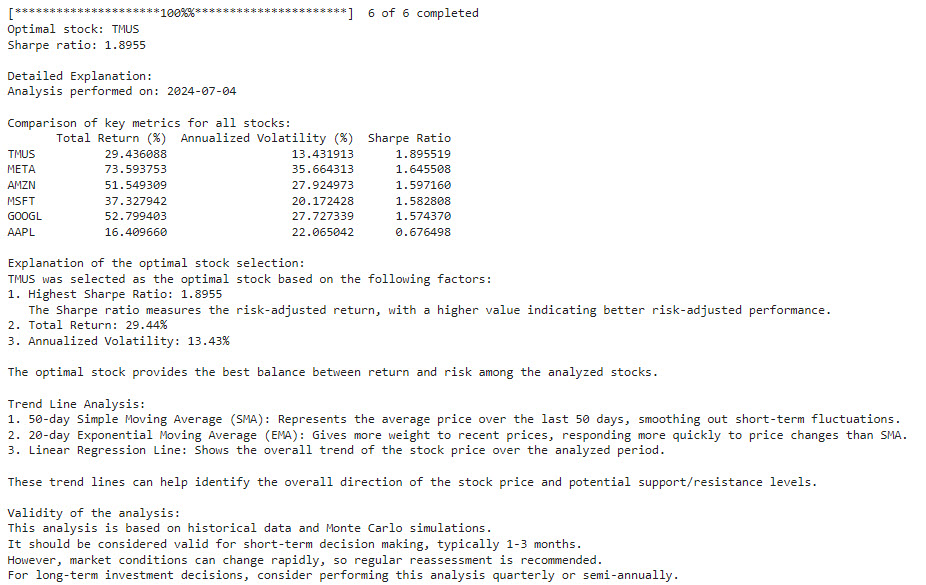 [*********************100%%**********************]  6 of 6 completed
Optimal stock: TMUS
Sharpe ratio: 1.8955
Detailed Explanation:
Analysis performed on: 2024-07-04
Comparison of key metrics for all stocks:
Total Return (%)  Annualized Volatility (%)  Sharpe Ratio
TMUS  29.436088  13.431913  1.895519
META  73.593753  35.664313  1.645508
AMZN  51.549309  27.924973  1.597160
MSFT  37.327942  20.172428  1.582808
GOOGL  52.799403  27.727339  1.574370
AAPL  16.409660  22.065042  0.676498
Explanation of the optimal stock selection:
TMUS was selected as the optimal stock based on the following factors:
1. Highest Sharpe Ratio: 1.8955
The Sharpe ratio measures the risk-adjusted return, with a higher value indicating better risk-adjusted performance.
2. Total Return: 29.44%
3. Annualized Volatility: 13.43%
The optimal stock provides the best balance between return and risk among the analyzed stocks.
Trend Line Analysis:
1. 50-day Simple Moving Average (SMA): Represents the average price over the last 50 days, smoothing out short-term fluctuations.
2. 20-day Exponential Moving Average (EMA): Gives more weight to recent prices, responding more quickly to price changes than SMA.
3. Linear Regression Line: Shows the overall trend of the stock price over the analyzed period.
These trend lines can help identify the overall direction of the stock price and potential support/resistance levels.
Validity of the analysis:
This analysis is based on historical data and Monte Carlo simulations.
It should be considered valid for short-term decision making, typically 1-3 months.
However, market conditions can change rapidly, so regular reassessment is recommended.
For long-term investment decisions, consider performing this analysis quarterly or semi-annually.